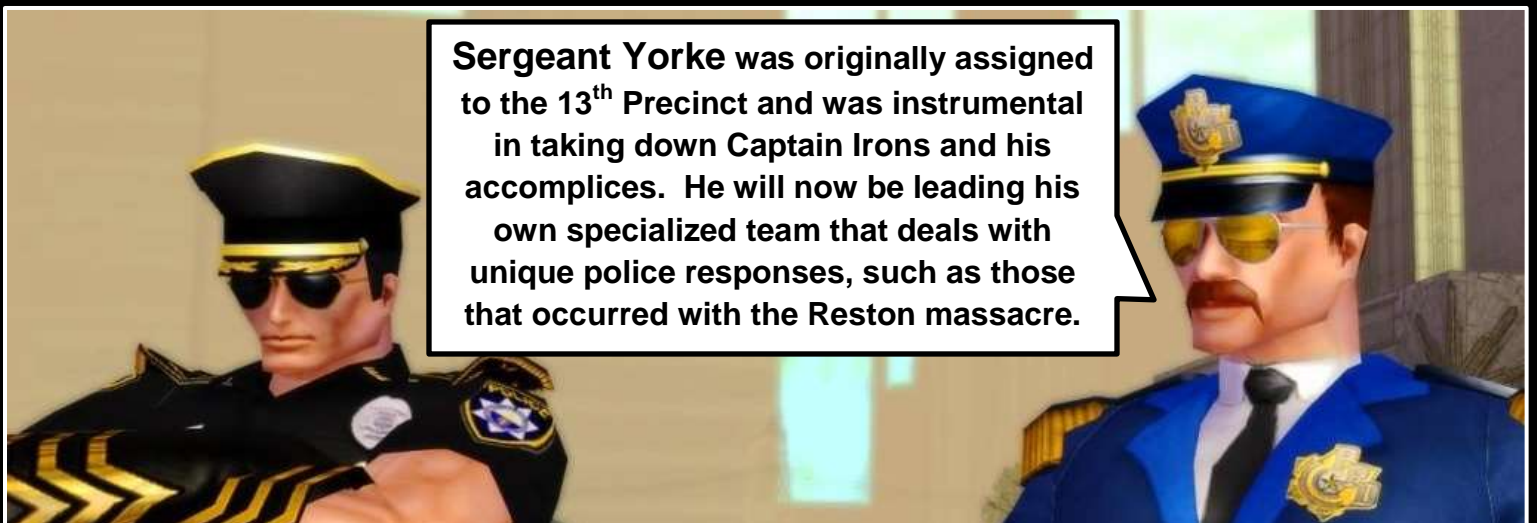 Sergeant Yorke was originally assigned
to the 13th Precinct and was instrumental
in taking down Captain Irons and his
accomplices.  He will now be leading his
own specialized team that deals with
unique police responses, such as those
that occurred with the Reston massacre.
POLICE